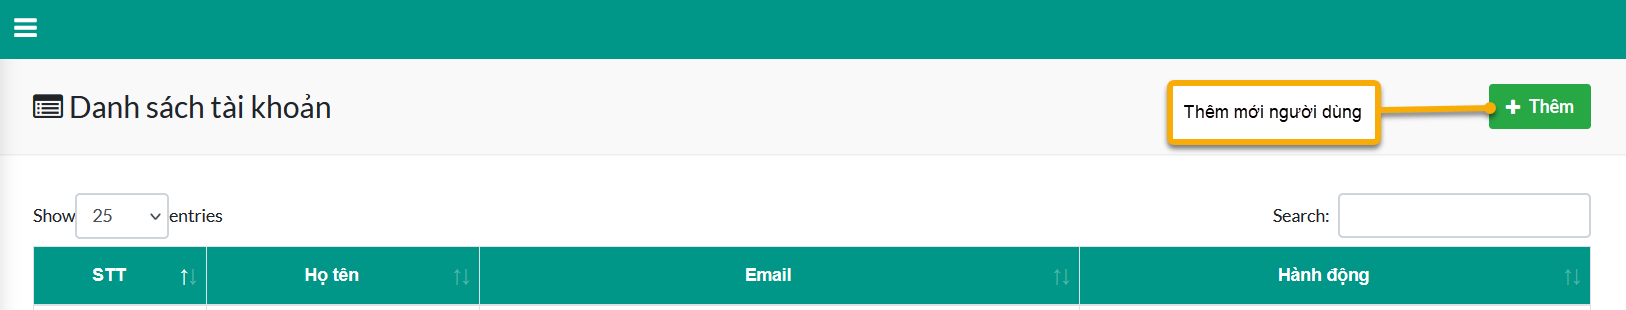 Danh sách tài khoản
Thêm mới người dùng
Thêm
Show 25 entries
Search:
STT Họ tên Email Hành động